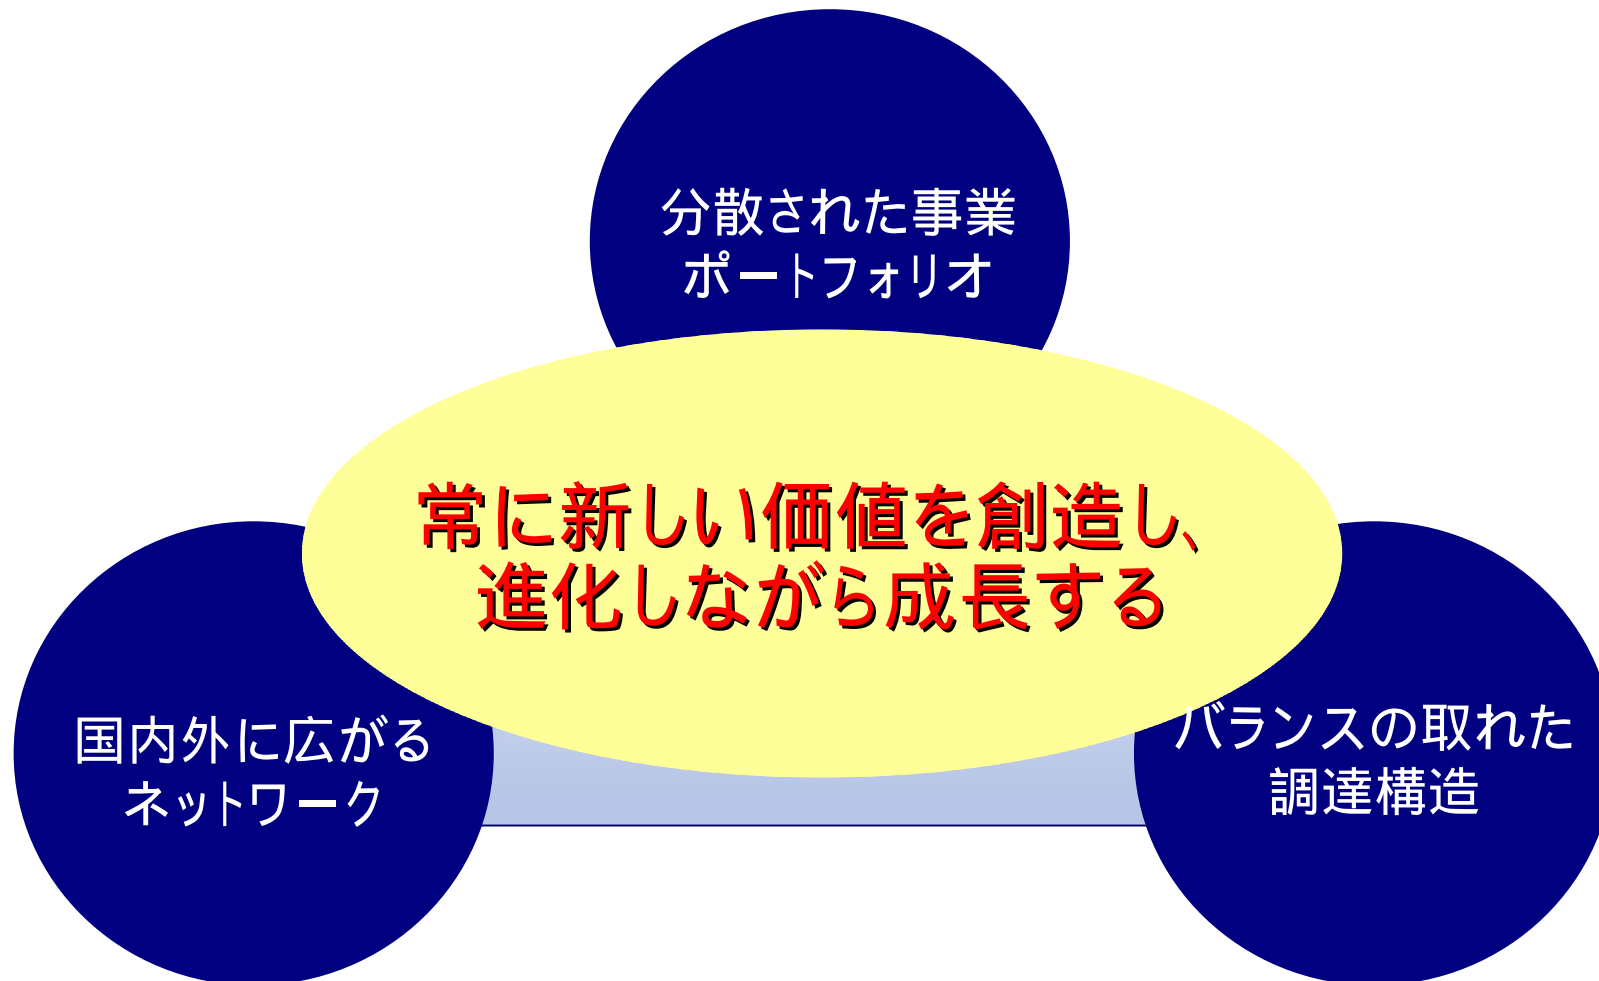 分散された事業
ポートフォリオ
常に新しい価値を創造し、
進化しながら成長する
国内外に広がる
ネットワーク
バランスの取れた
調達構造